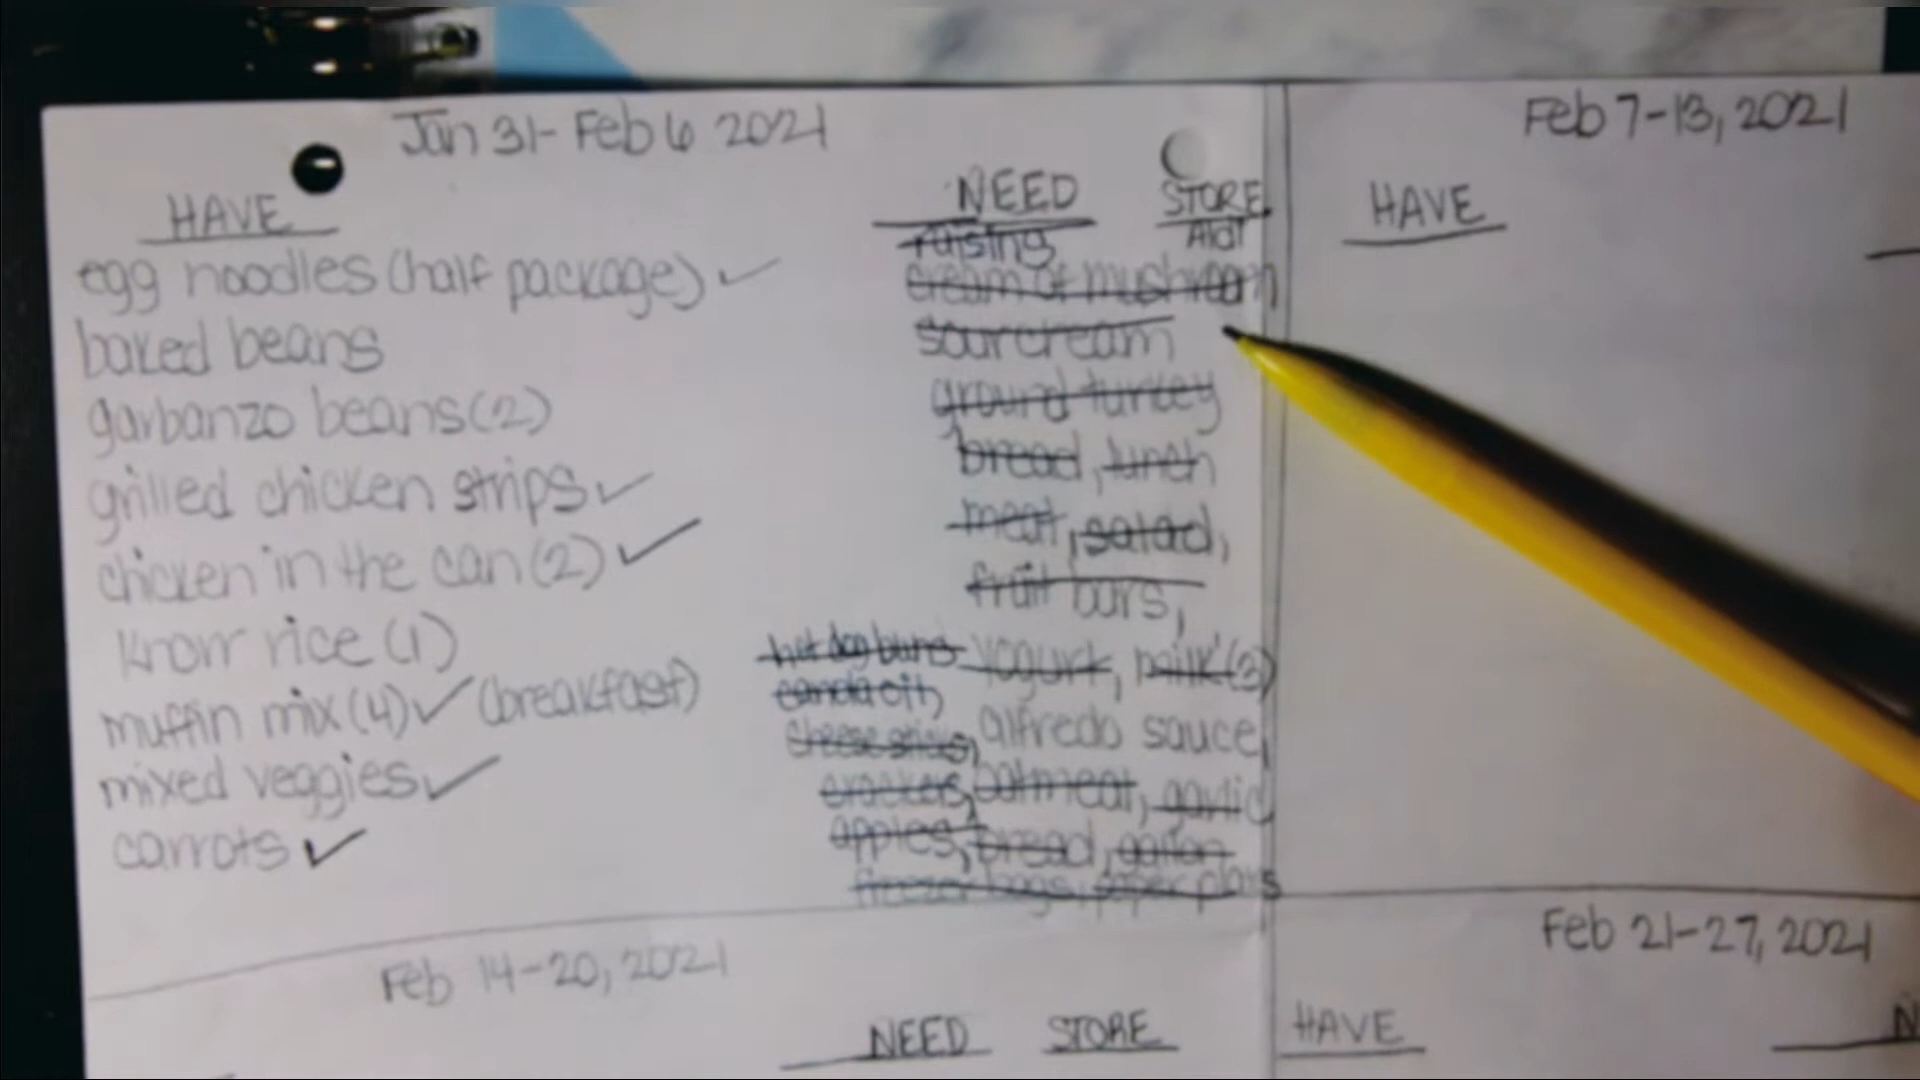 Jan 31-Feb 6 2021
HAVE
egg noodles (half package) ✓
baked beans
garbanzo beans (2)
grilled chicken strips ✓
chicken in the can (2) ✓
Knorr rice (1)
muffin mix (4) ✓ (breakfast)
mixed veggies ✓
carrots ✓
NEED STORE
raising Aldi
cream of mushroom
sour cream
ground turkey
bread, lunch
meat, salad,
fruit bars,
hot dog buns yogurt, milk (3)
canola oil,
cheese sticks, alfredo sauce,
crackers, oatmeal, garlic
apples, bread, gallon
freezer bags, paper plates
Feb 7-13, 2021
HAVE
Feb 14-20, 2021
NEED STORE
Feb 21-27, 2021
HAVE N